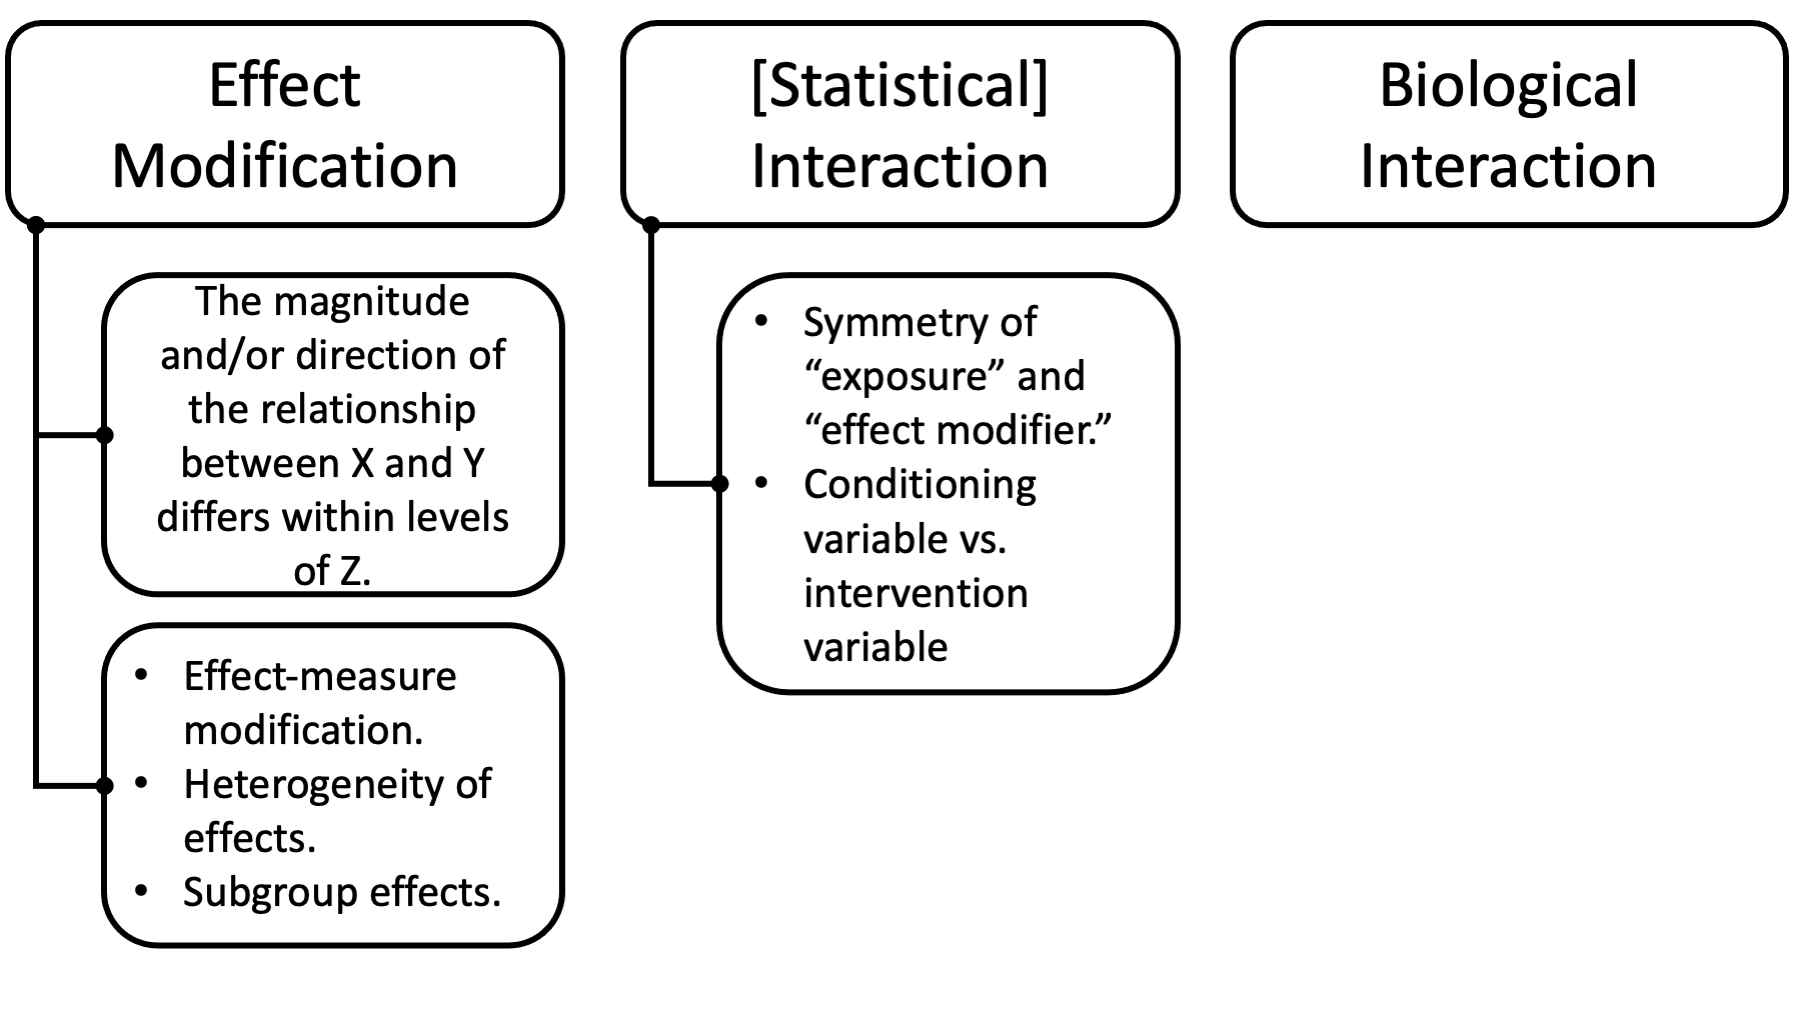 Effect
Modification
The magnitude
and/or direction of
the relationship
between X and Y
differs within levels
of Z.
• Effect-measure
modification.
• Heterogeneity of
effects.
• Subgroup effects.
[Statistical]
Interaction
• Symmetry of
“exposure” and
“effect modifier.”
• Conditioning
variable vs.
intervention
variable
Biological
Interaction